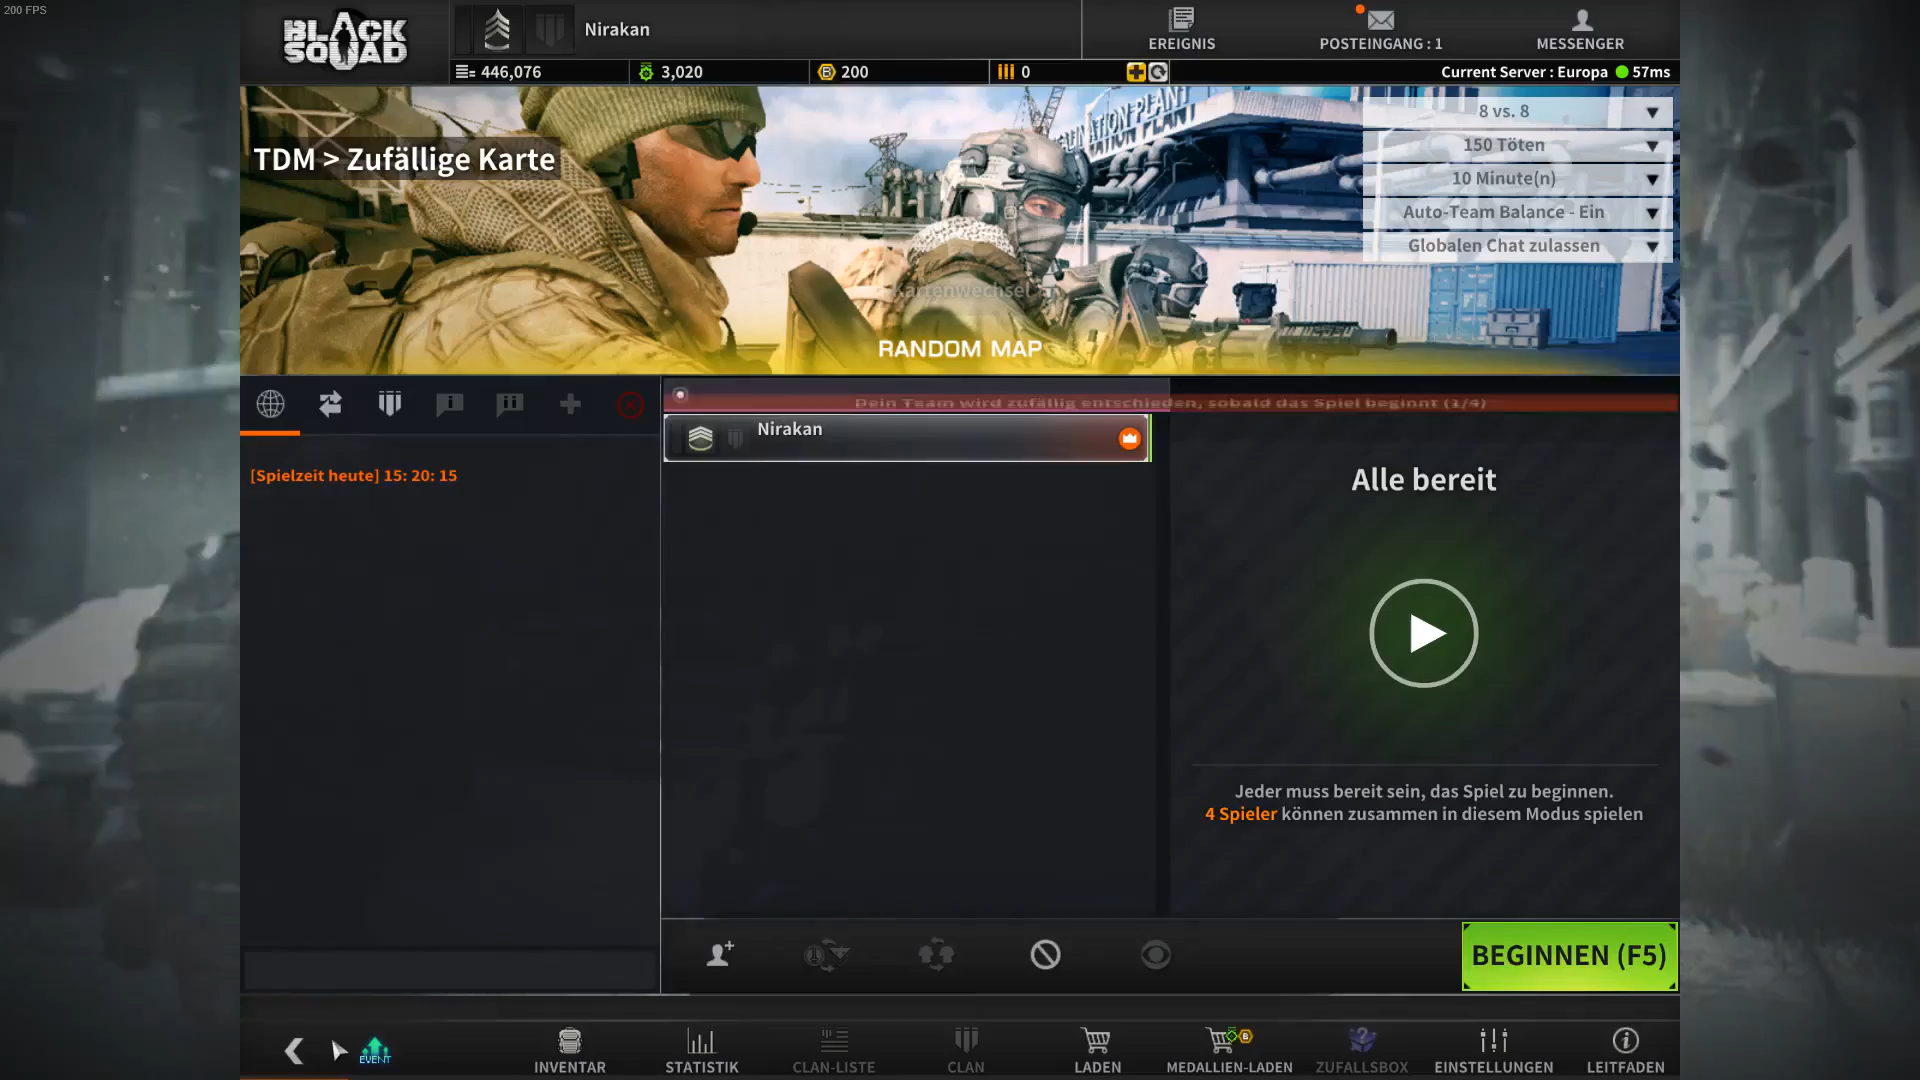 200 FPS
BLACK SQUAD
Nirakan
EREIGNIS
POSTEINGANG : 1
MESSENGER
446,076
3,020
200
0
Current Server : Europa 57ms
TDM > Zufällige Karte
8 vs. 8
150 Töten
10 Minute(n)
Auto-Team Balance - Ein
Globalen Chat zulassen
Kartenwechsel
RANDOM MAP
Dein Team wird zufällig entschieden, sobald das Spiel beginnt (1/4)
Nirakan
[Spielzeit heute] 15: 20: 15
Alle bereit
Jeder muss bereit sein, das Spiel zu beginnen.
4 Spieler können zusammen in diesem Modus spielen
BEGINNEN (F5)
EVENT
INVENTAR
STATISTIK
CLAN-LISTE
CLAN
LADEN
MEDALLIEN-LADEN
ZUFALLSBOX
EINSTELLUNGEN
LEITFADEN